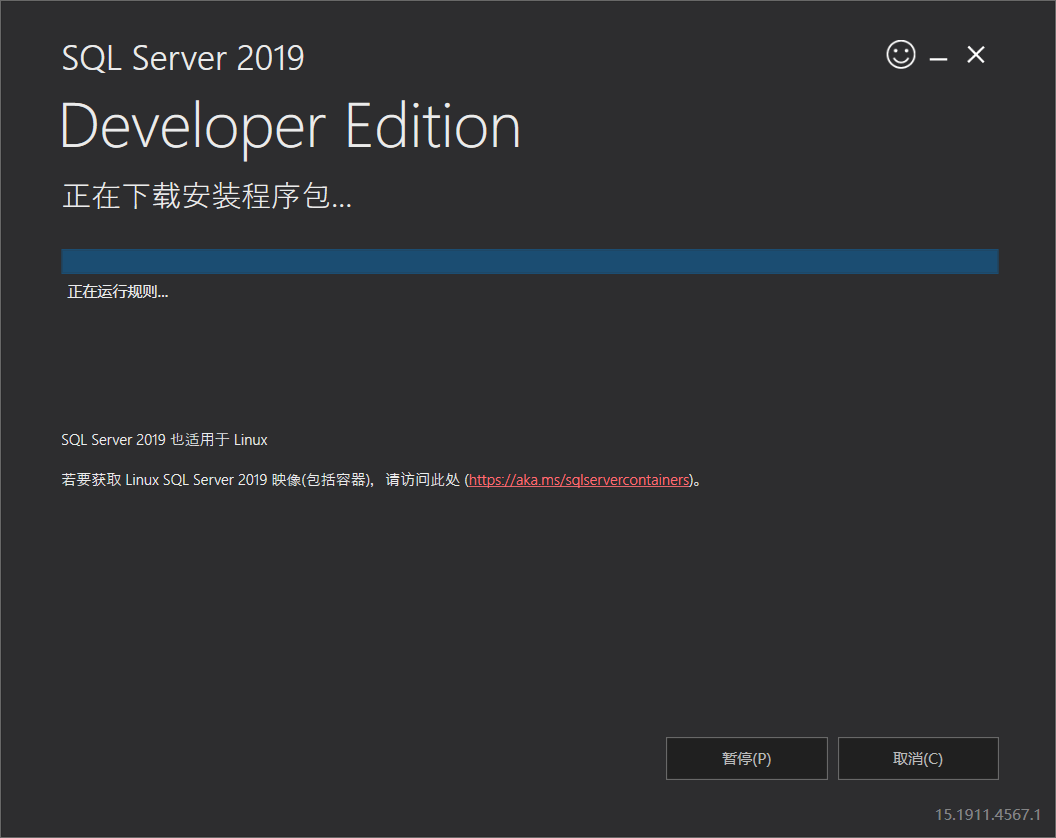 SQL Server 2019
Developer Edition
正在下载安装程序包...
正在运行规则...
SQL Server 2019 也适用于 Linux
若要获取 Linux SQL Server 2019 映像(包括容器)，请访问此处 (https://aka.ms/sqlservercontainers)。
暂停(P)
取消(C)
15.1911.4567.1